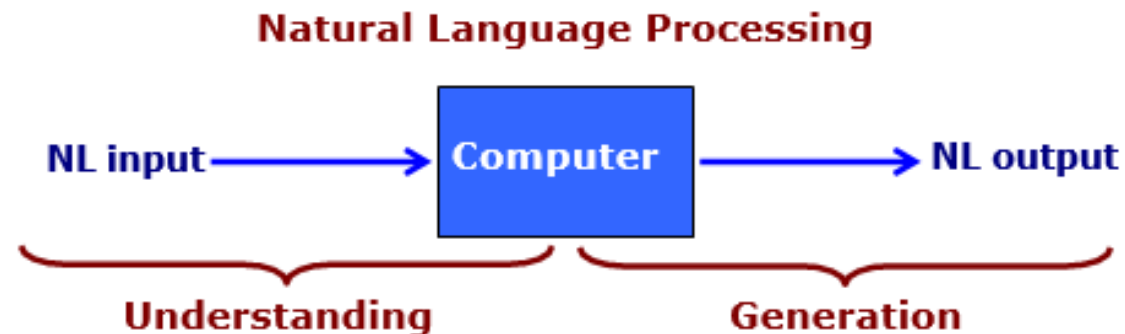 Natural Language Processing
NL input Computer NL output
Understanding Generation